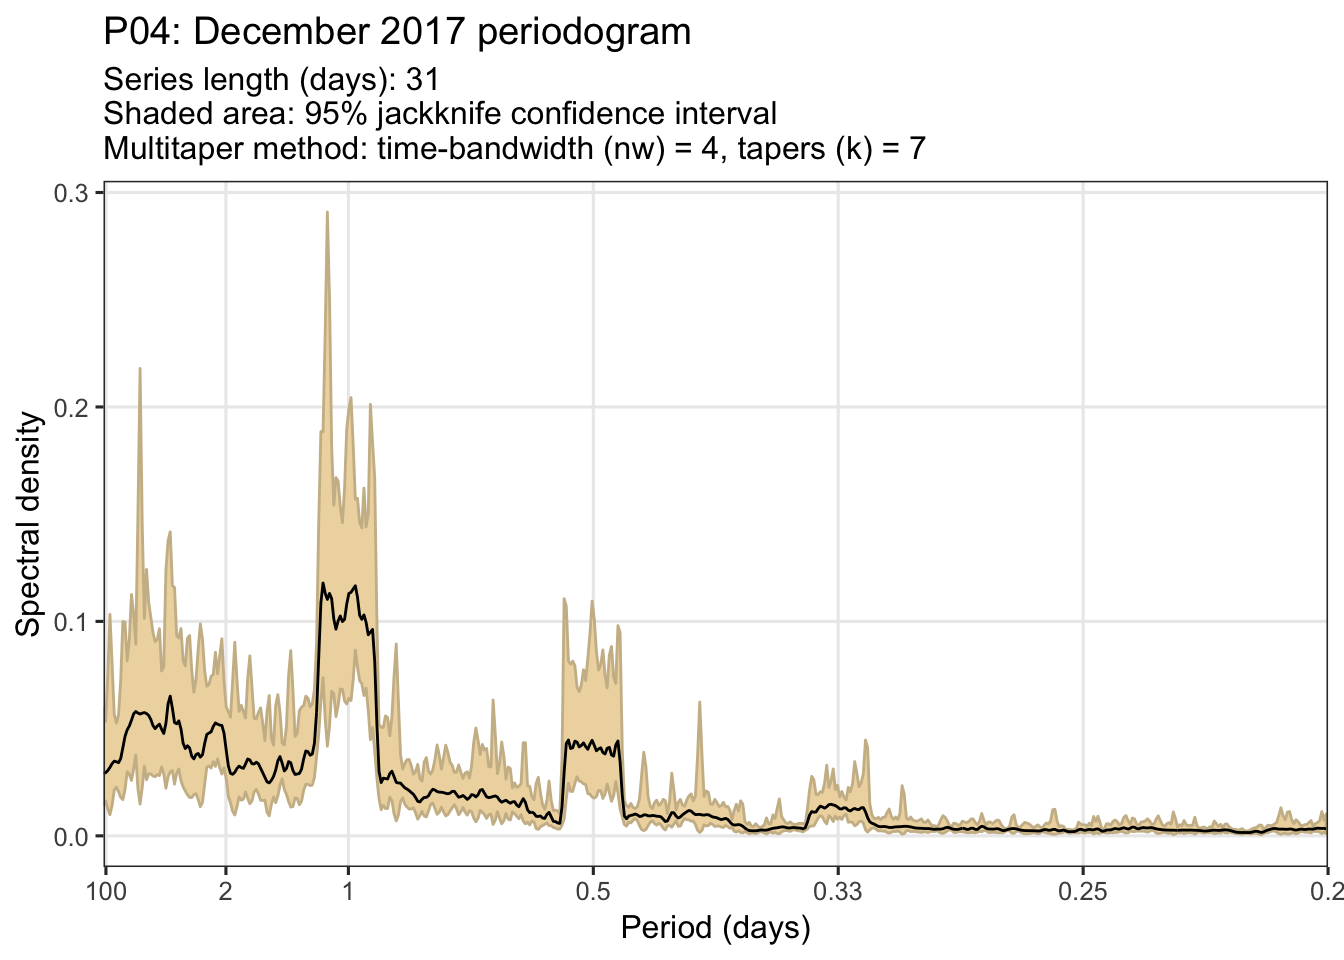 P04: December 2017 periodogram
Series length (days): 31
Shaded area: 95% jackknife confidence interval
Multitaper method: time-bandwidth (nw) = 4, tapers (k) = 7
0.3
0.2
0.1
0.0
Spectral density
100 2 1 0.5 0.33 0.25 0.2
Period (days)